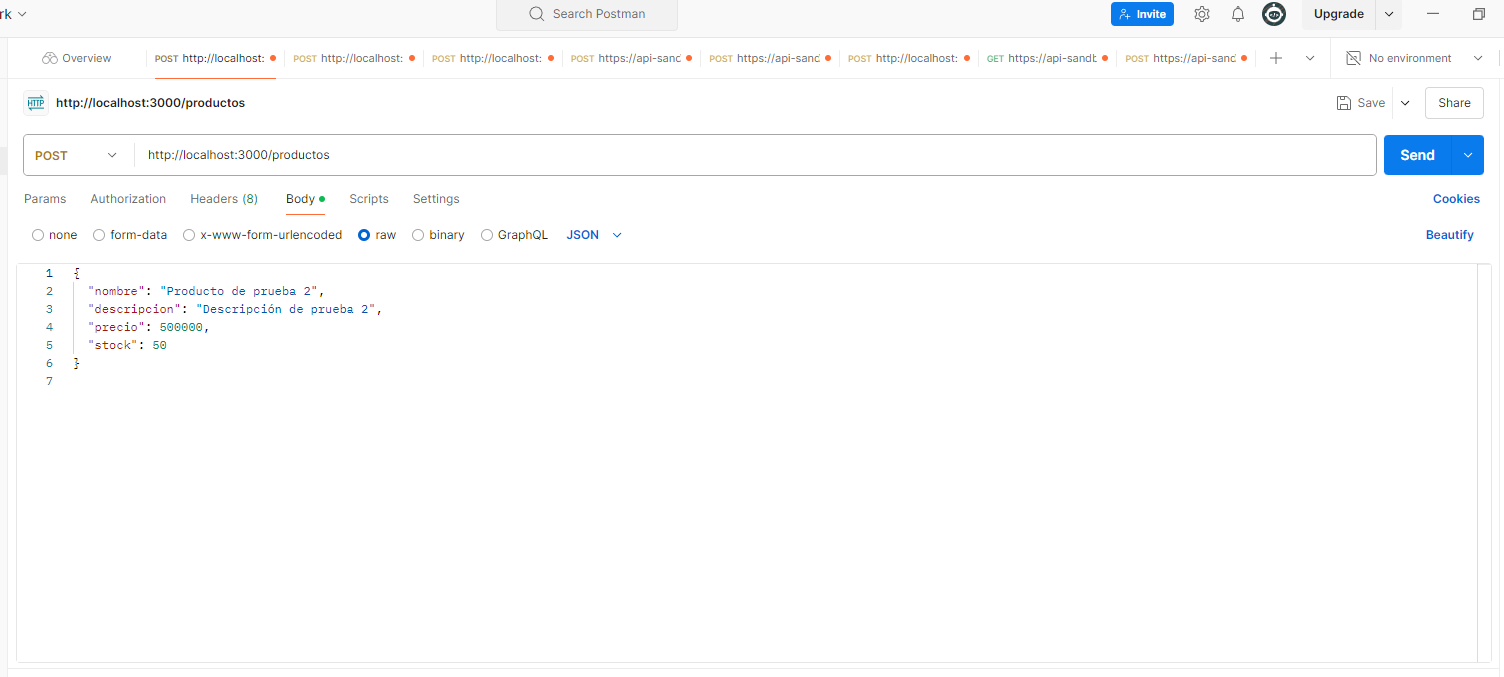 rk
Search Postman
Invite
Upgrade
Overview
POST http://localhost:
POST http://localhost:
POST http://localhost:
POST https://api-sand
POST https://api-sand
POST http://localhost:
GET https://api-sandb
POST https://api-sand
No environment
HTTP http://localhost:3000/productos
Save
Share
POST
http://localhost:3000/productos
Send
Params Authorization Headers (8) Body Scripts Settings
Cookies
none form-data x-www-form-urlencoded raw binary GraphQL JSON
Beautify
1 {
2 "nombre": "Producto de prueba 2",
3 "descripcion": "Descripción de prueba 2",
4 "precio": 500000,
5 "stock": 50
6 }
7